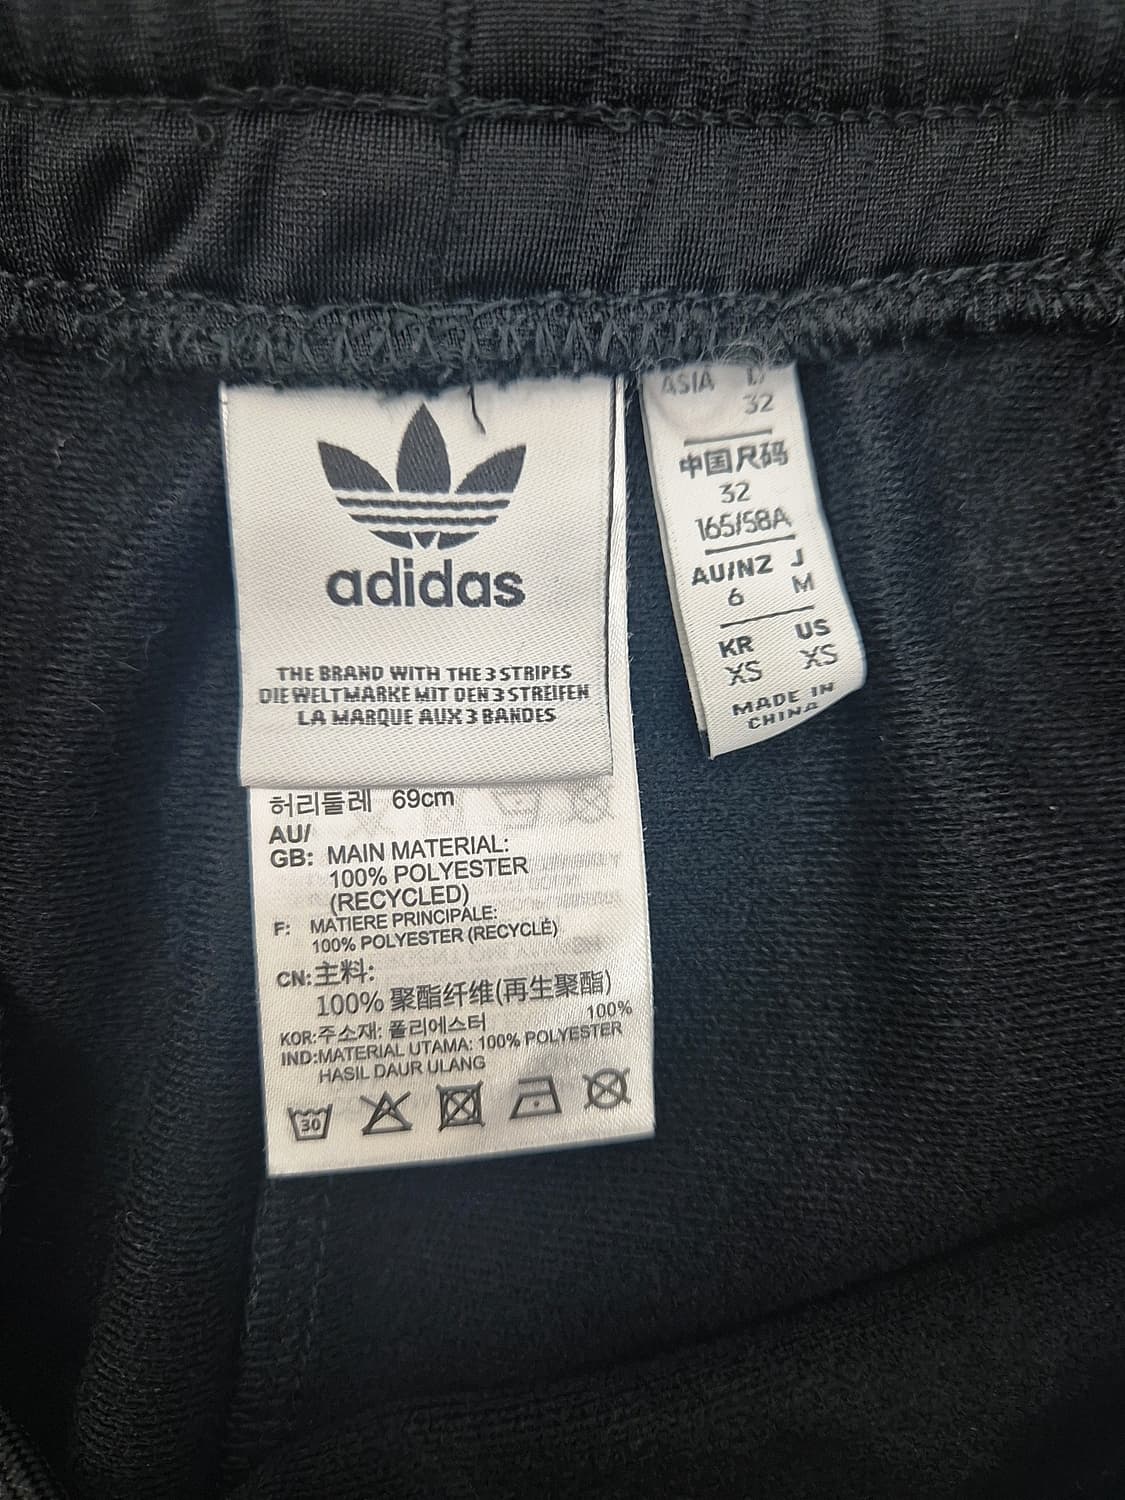 adidas
THE BRAND WITH THE 3 STRIPES
DIE WELTMARKE MIT DEN 3 STREIFEN
LA MARQUE AUX 3 BANDES
허리둘레 69cm
AU/
GB: MAIN MATERIAL:
100% POLYESTER
(RECYCLED)
F: MATIERE PRINCIPALE:
100% POLYESTER (RECYCLÉ)
CN:主料:
100% 聚酯纤维(再生聚酯)
KOR:주소재: 폴리에스터 100%
IND:MATERIAL UTAMA: 100% POLYESTER
HASIL DAUR ULANG
30
ASIA D/
32
中国尺码
32
165/58A
AU/NZ J
6 M
KR US
XS XS
MADE IN
CHINA